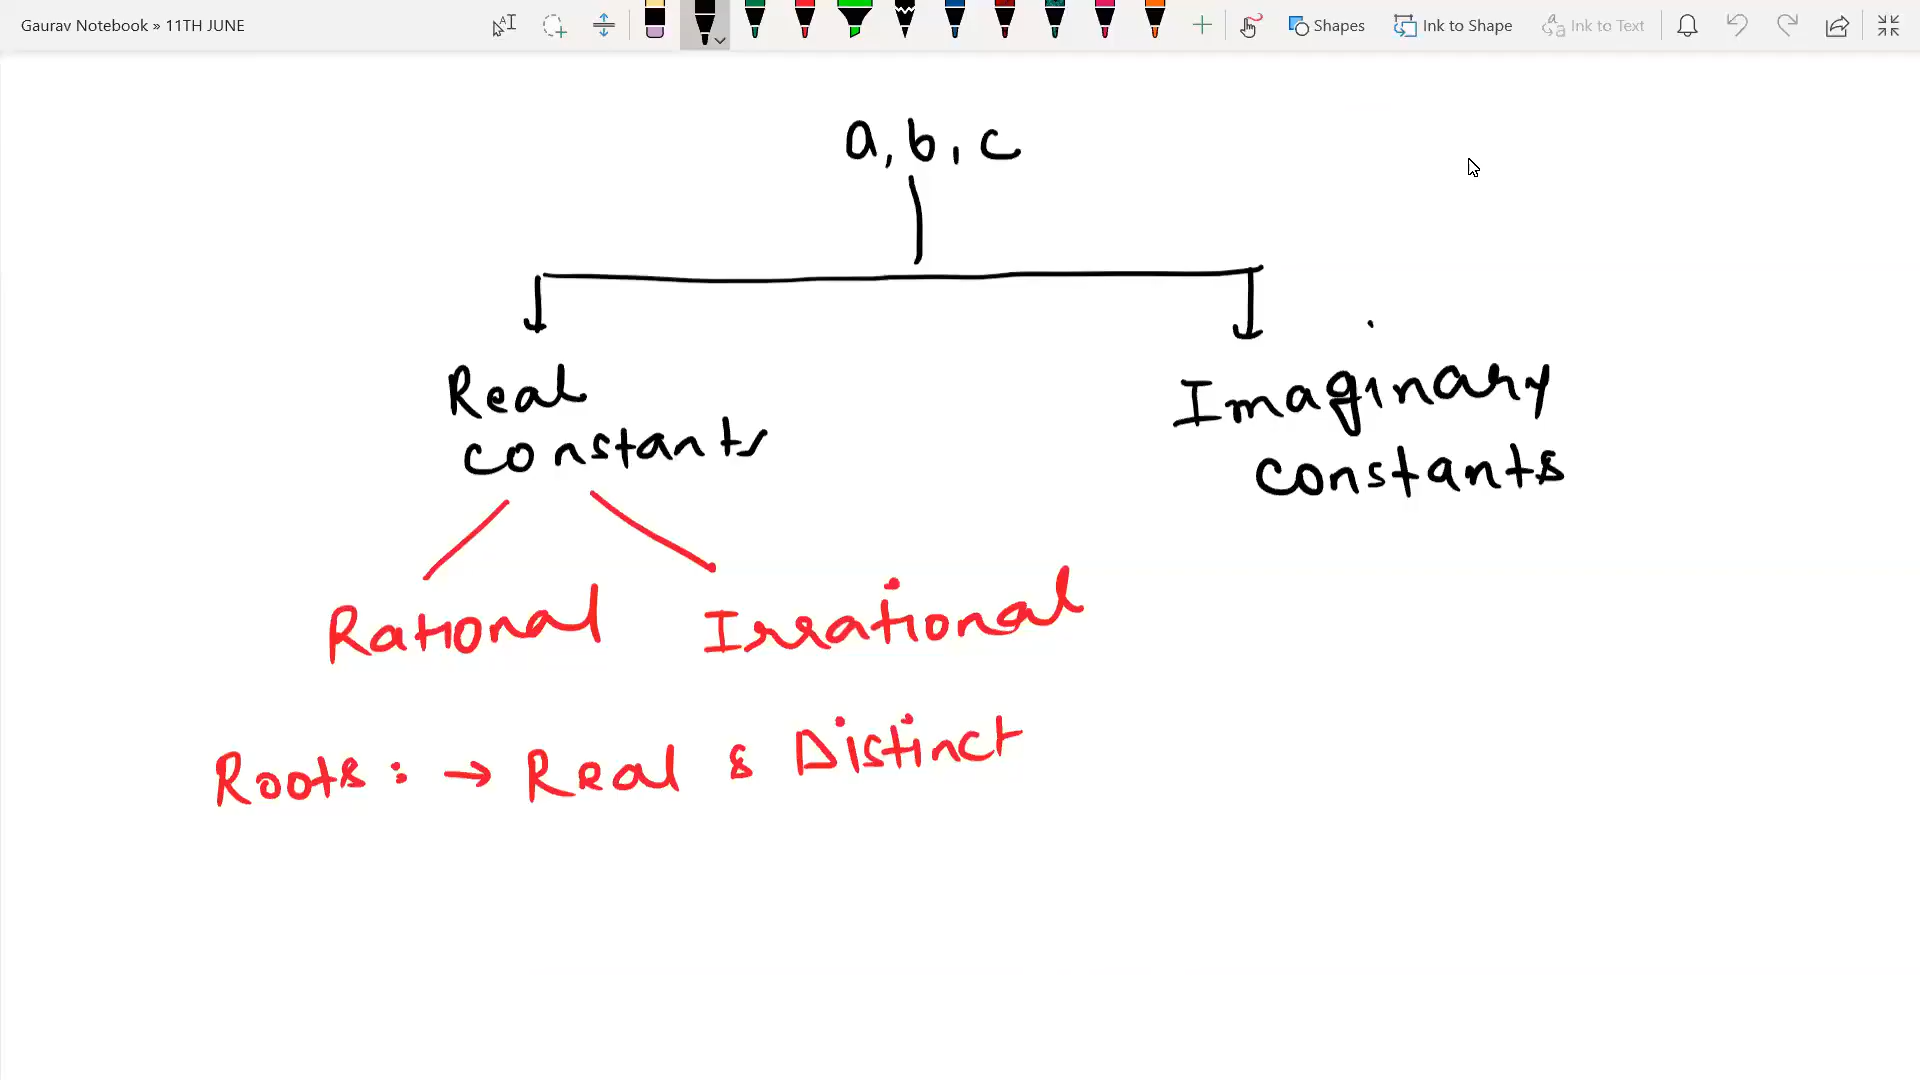 Gaurav Notebook » 11TH JUNE
Shapes
Ink to Shape
Ink to Text
a, b, c
Real
constants
Imaginary
constants
Rational Irrational
Roots : → Real & Distinct